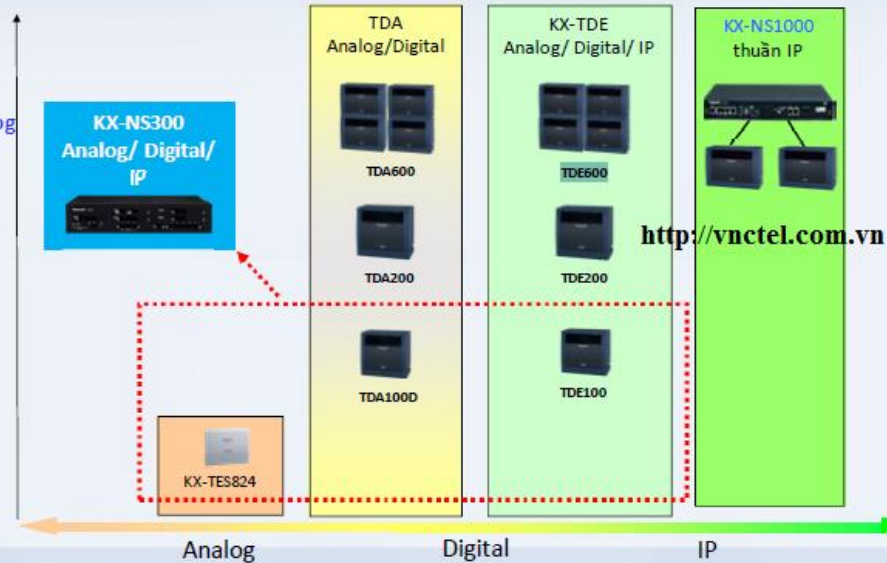 TDA
Analog/Digital
KX-TDE
Analog/ Digital/ IP
KX-NS1000
thuần IP
KX-NS300
Analog/ Digital/
IP
TDA600
TDE600
http://vnctel.com.vn
TDA200
TDE200
TDA100D
TDE100
KX-TES824
Analog
Digital
IP